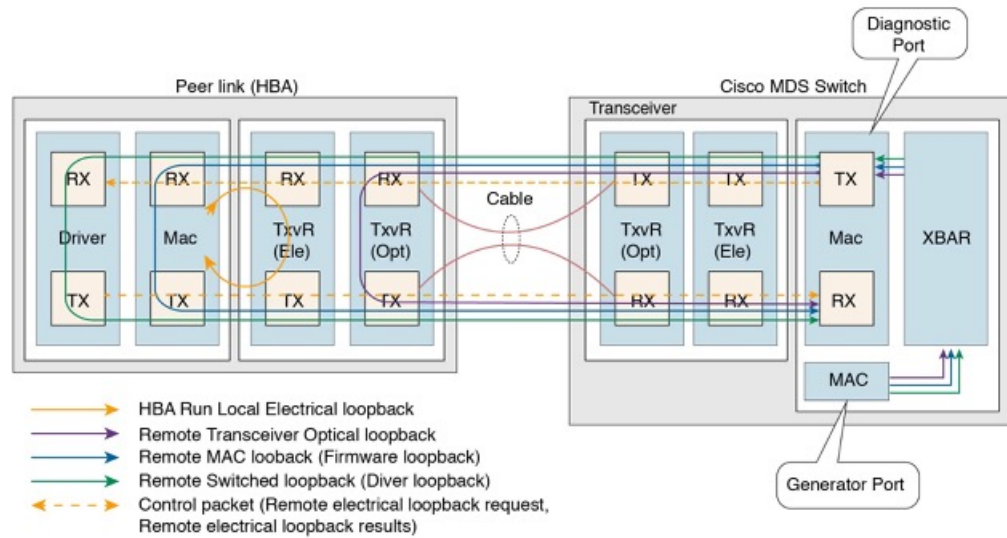 Diagnostic
Port
Peer link (HBA)
Cisco MDS Switch
Transceiver
RX
RX
RX
RX
TX
TX
TX
Cable
Driver
Mac
TxvR
(Ele)
TxvR
(Opt)
TxvR
(Opt)
TxvR
(Ele)
Mac
XBAR
TX
TX
TX
TX
RX
RX
RX
MAC
HBA Run Local Electrical loopback
Remote Transceiver Optical loopback
Remote MAC looback (Firmware loopback)
Remote Switched loopback (Diver loopback)
Control packet (Remote electrical loopback request,
Remote electrical loopback results)
Generator Port